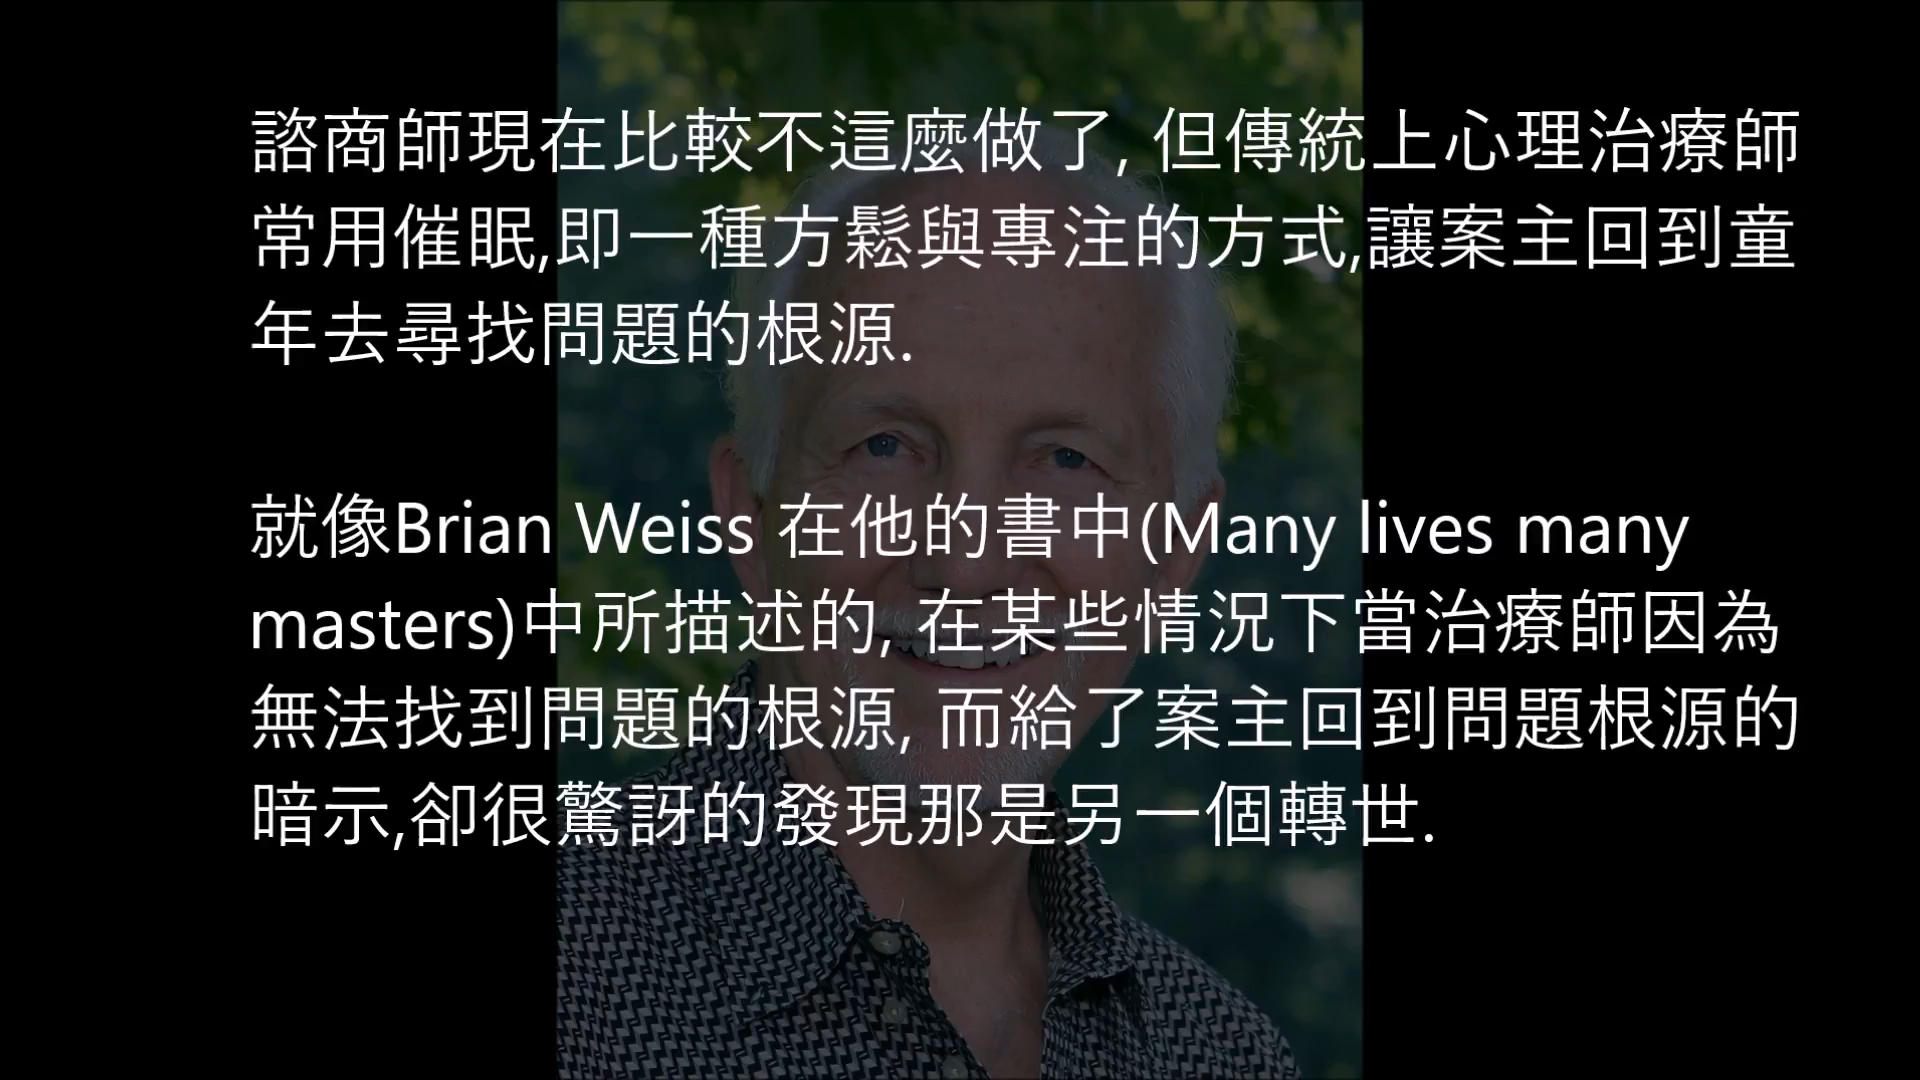 諮商師現在比較不這麼做了, 但傳統上心理治療師
常用催眠,即一種方鬆與專注的方式,讓案主回到童
年去尋找問題的根源.
就像Brian Weiss 在他的書中(Many lives many
masters)中所描述的, 在某些情況下當治療師因為
無法找到問題的根源, 而給了案主回到問題根源的
暗示,卻很驚訝的發現那是另一個轉世.